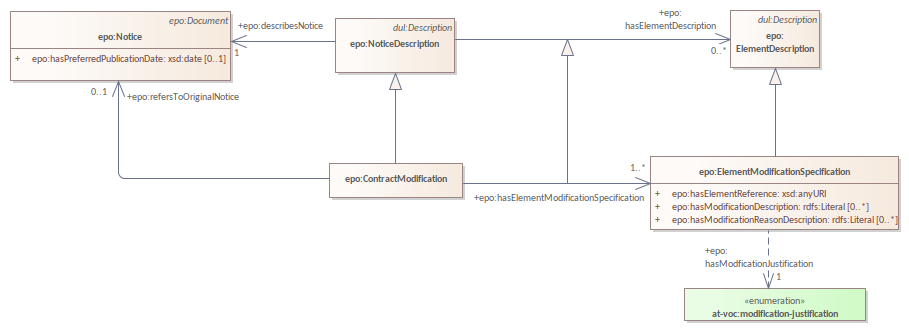 epo:Document
epo:Notice
+ epo:hasPreferredPublicationDate: xsd:date [0..1]
+epo:describesNotice
1
dul:Description
epo:NoticeDescription
+epo:
hasElementDescription
0..*
dul:Description
epo:
ElementDescription
0..1
+epo:refersToOriginalNotice
epo:ContractModification
1..*
+epo:hasElementModificationSpecification
epo:ElementModificationSpecification
+ epo:hasElementReference: xsd:anyURI
+ epo:hasModificationDescription: rdfs:Literal [0..*]
+ epo:hasModificationReasonDescription: rdfs:Literal [0..*]
+epo:
hasModficationJustification
1
«enumeration»
at-voc:modification-justification